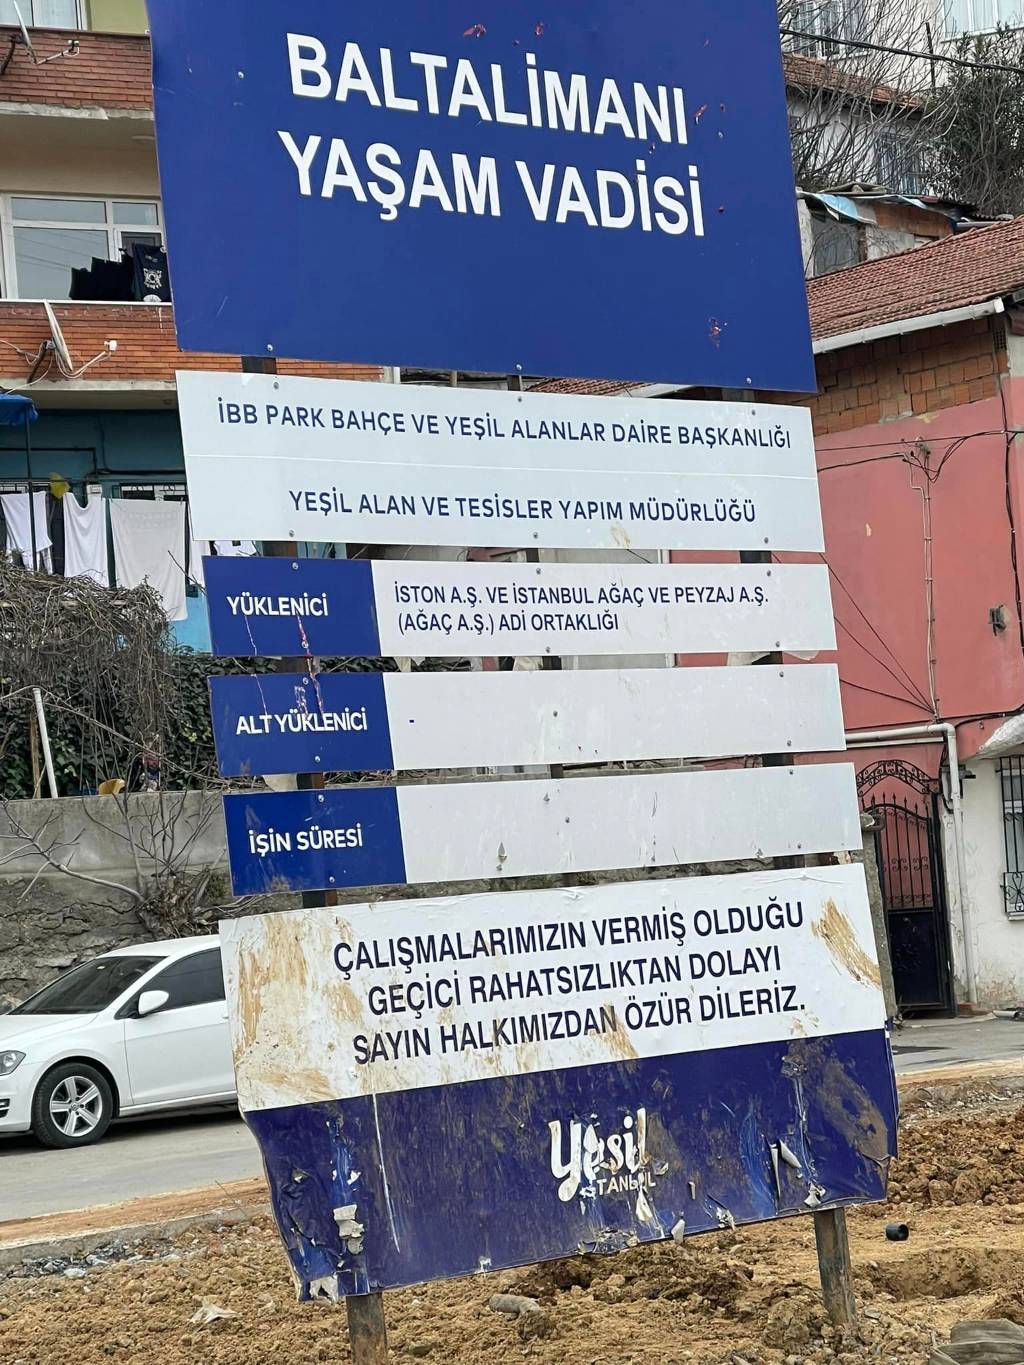 BALTALİMANI
YAŞAM VADİSİ
İBB PARK BAHÇE VE YEŞİL ALANLAR DAİRE BAŞKANLIĞI
YEŞİL ALAN VE TESİSLER YAPIM MÜDÜRLÜĞÜ
YÜKLENİCİ
İSTON A.Ş. VE İSTANBUL AĞAÇ VE PEYZAJ A.Ş.
(AĞAÇ A.Ş.) ADİ ORTAKLIĞI
ALT YÜKLENİCİ
-
İŞİN SÜRESİ
ÇALIŞMALARIMIZIN VERMİŞ OLDUĞU
GEÇİCİ RAHATSIZLIKTAN DOLAYI
SAYIN HALKIMIZDAN ÖZÜR DİLERİZ.
Yeşil